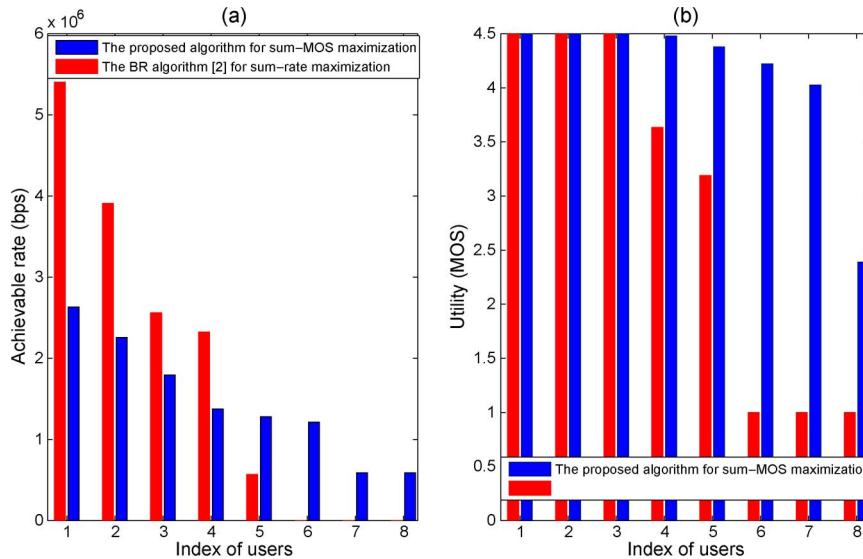 (a)
6 x 10⁶
The proposed algorithm for sum−MOS maximization
The BR algorithm [2] for sum−rate maximization
5
4
3
2
1
0
Achievable rate (bps)
1 2 3 4 5 6 7 8
Index of users
(b)
4.5
4
3.5
3
2.5
2
1.5
1
0.5
0
Utility (MOS)
The proposed algorithm for sum−MOS maximization
1 2 3 4 5 6 7 8
Index of users